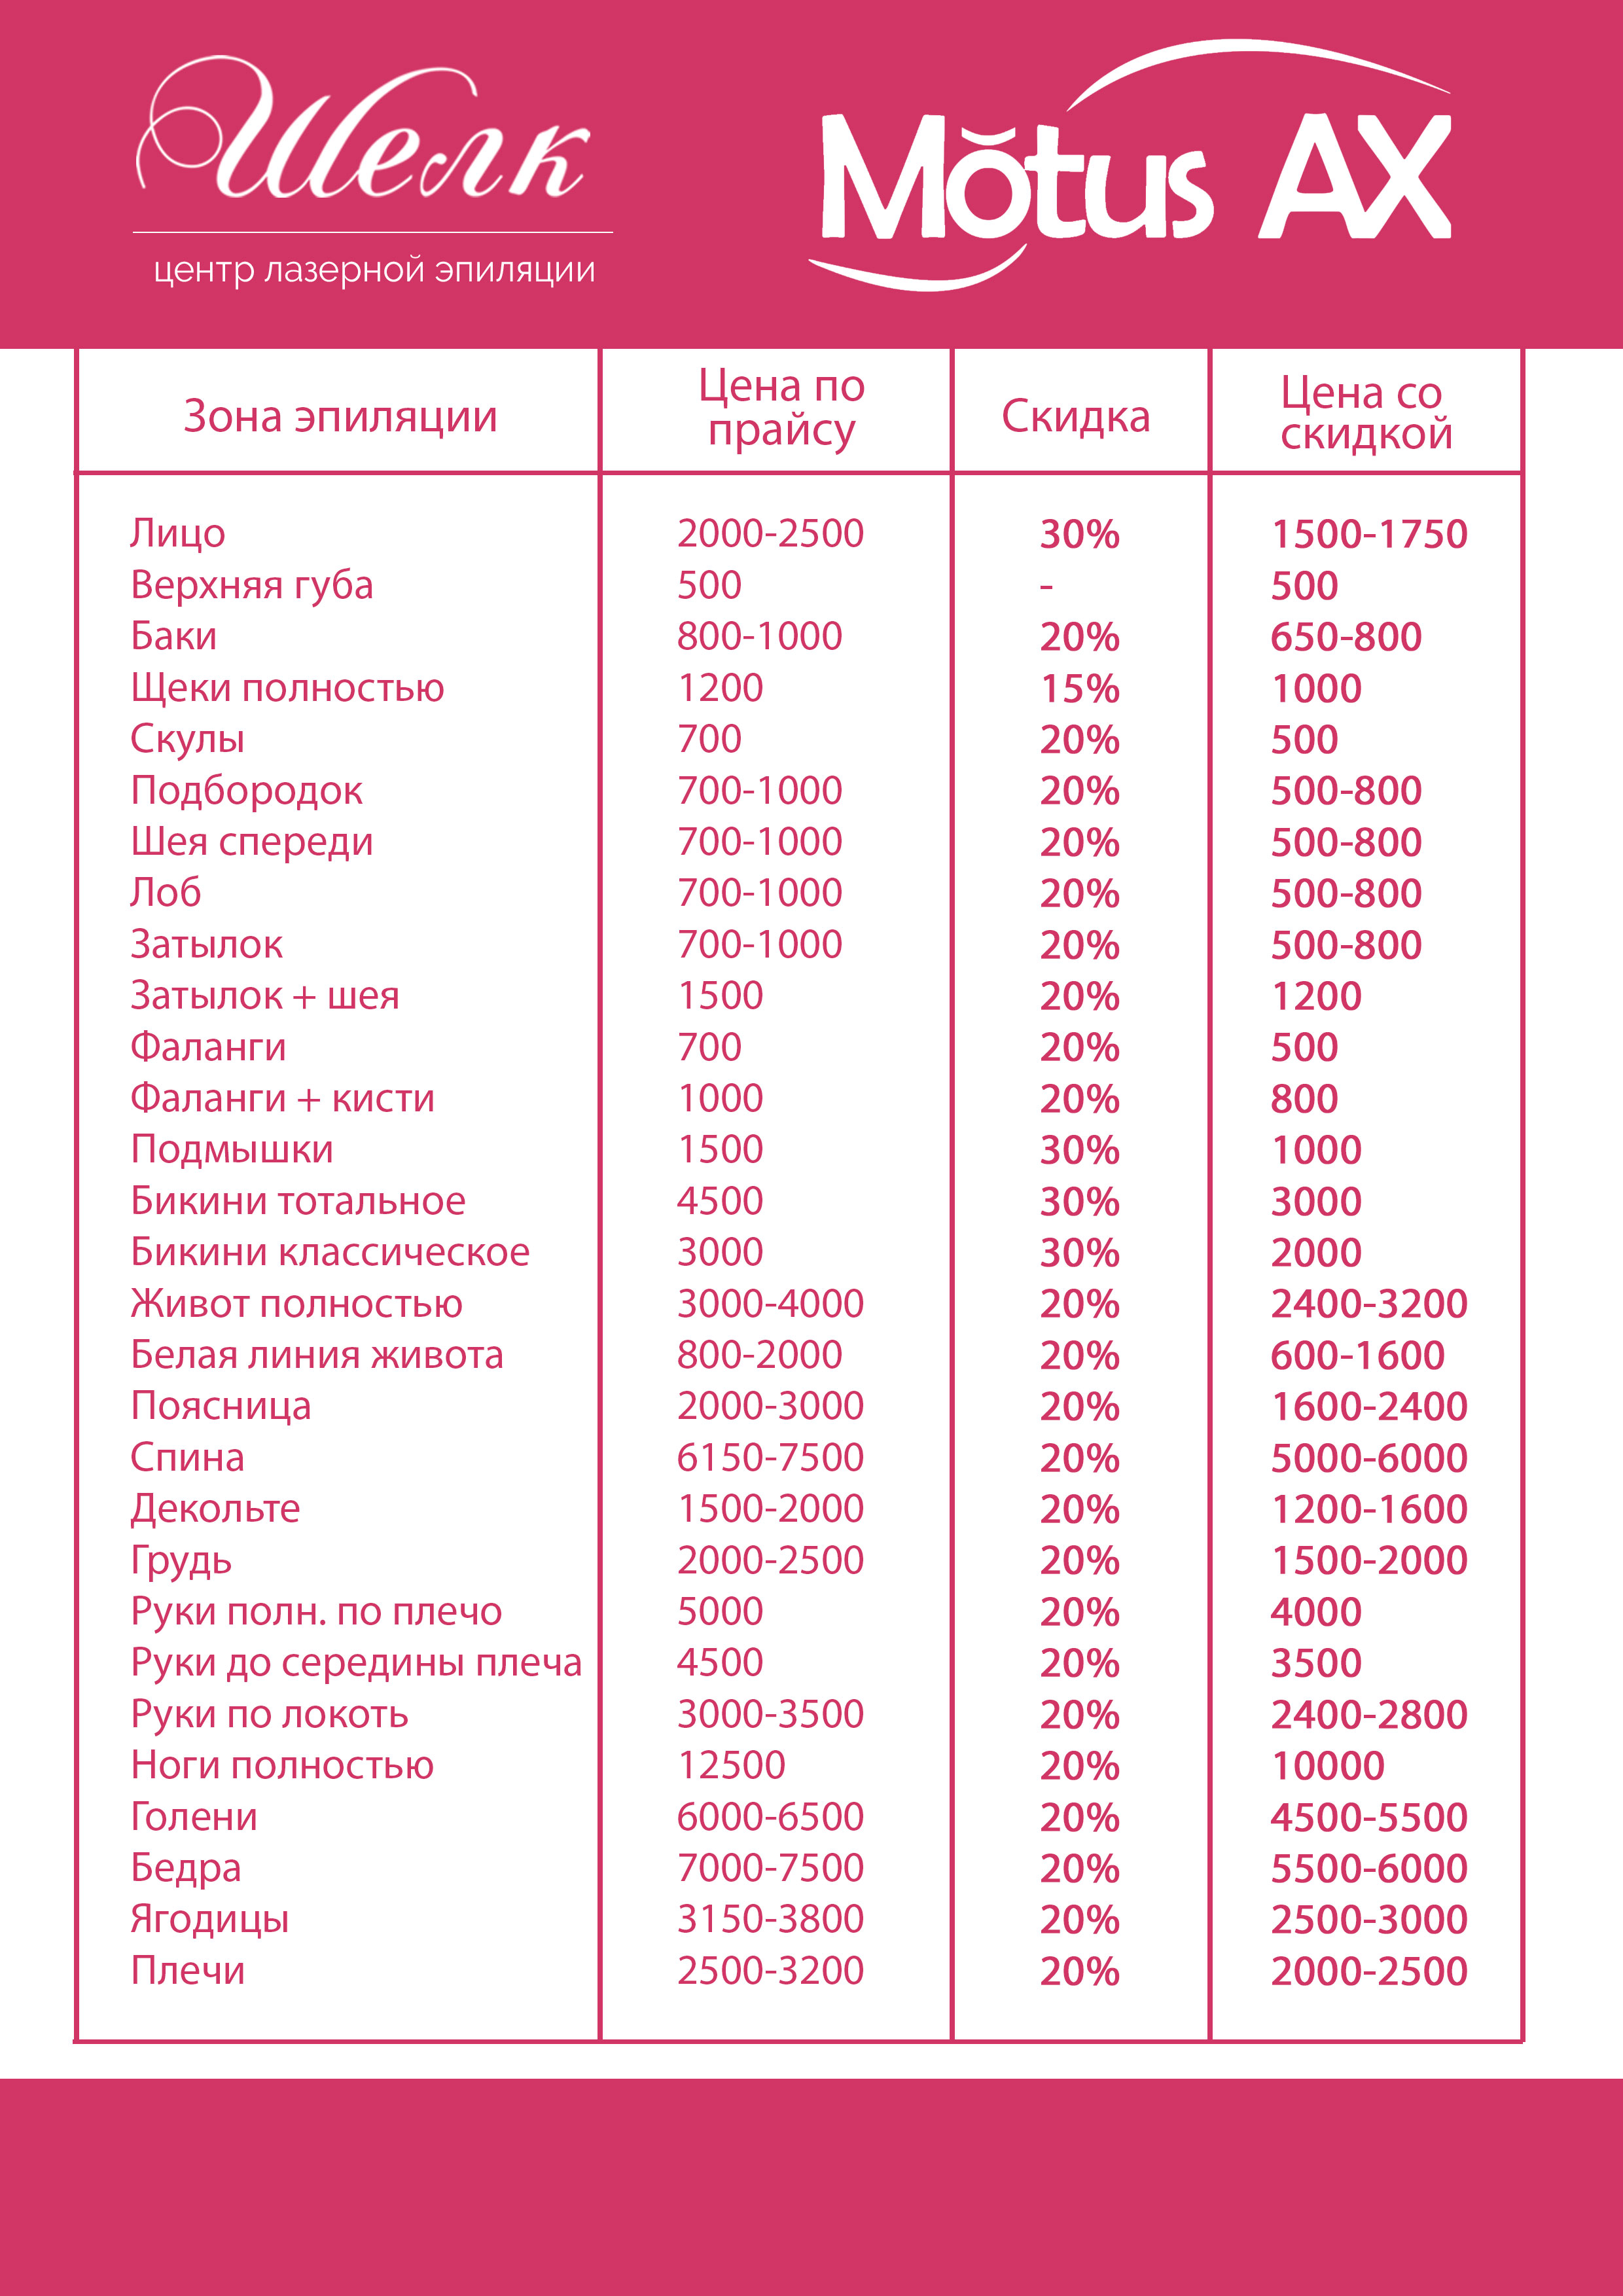 Шелк
центр лазерной эпиляции
Motus AX
Зона эпиляции
Цена по
прайсу
Скидка
Цена со
скидкой
Лицо 2000-2500 30% 1500-1750
Верхняя губа 500 - 500
Баки 800-1000 20% 650-800
Щеки полностью 1200 15% 1000
Скулы 700 20% 500
Подбородок 700-1000 20% 500-800
Шея спереди 700-1000 20% 500-800
Лоб 700-1000 20% 500-800
Затылок 700-1000 20% 500-800
Затылок + шея 1500 20% 1200
Фаланги 700 20% 500
Фаланги + кисти 1000 20% 800
Подмышки 1500 30% 1000
Бикини тотальное 4500 30% 3000
Бикини классическое 3000 30% 2000
Живот полностью 3000-4000 20% 2400-3200
Белая линия живота 800-2000 20% 600-1600
Поясница 2000-3000 20% 1600-2400
Спина 6150-7500 20% 5000-6000
Декольте 1500-2000 20% 1200-1600
Грудь 2000-2500 20% 1500-2000
Руки полн. по плечо 5000 20% 4000
Руки до середины плеча 4500 20% 3500
Руки по локоть 3000-3500 20% 2400-2800
Ноги полностью 12500 20% 10000
Голени 6000-6500 20% 4500-5500
Бедра 7000-7500 20% 5500-6000
Ягодицы 3150-3800 20% 2500-3000
Плечи 2500-3200 20% 2000-2500